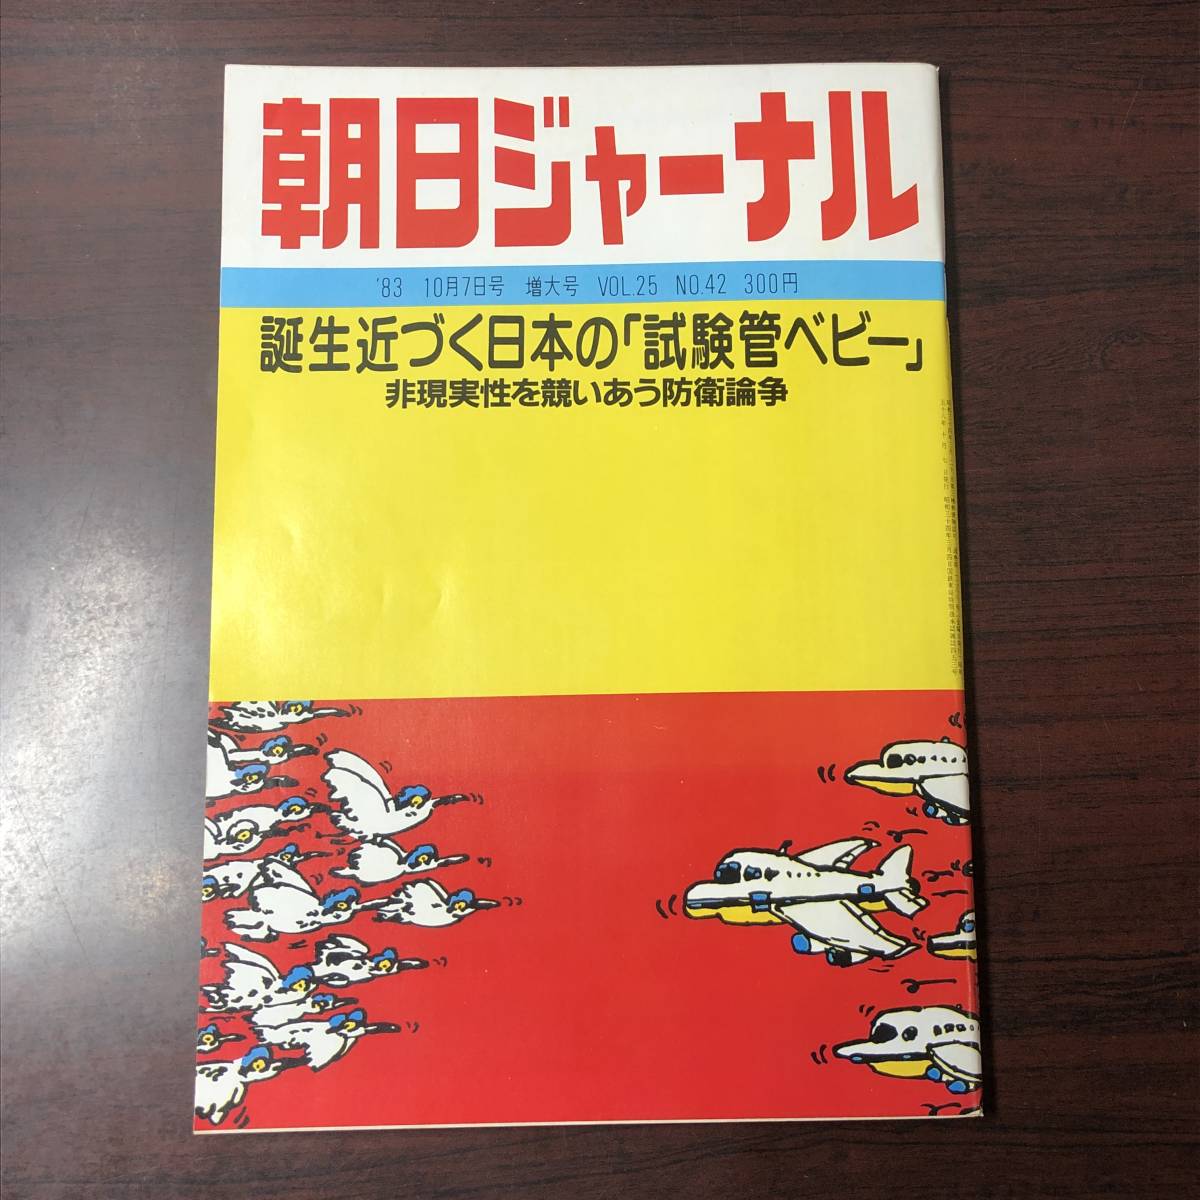 朝日ジャーナル
'83 10月7日号 増大号 VOL.25 NO.42 300円
誕生近づく日本の「試験管ベビー」
非現実性を競いあう防衛論争